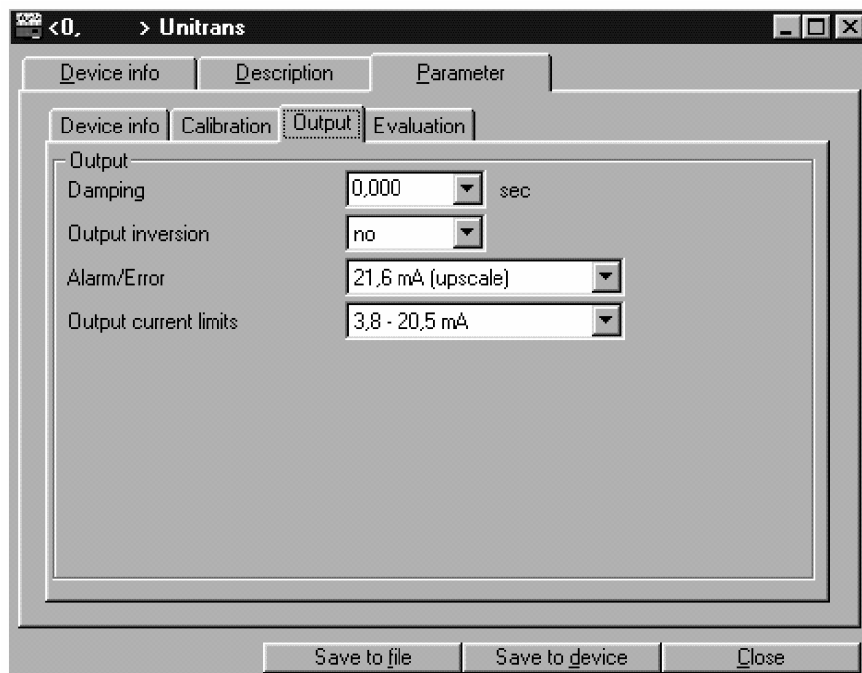 <0,      > Unitrans
Device info Description Parameter
Device info Calibration Output Evaluation
Output
Damping 0,000 sec
Output inversion no
Alarm/Error 21,6 mA (upscale)
Output current limits 3,8 - 20,5 mA
Save to file Save to device Close